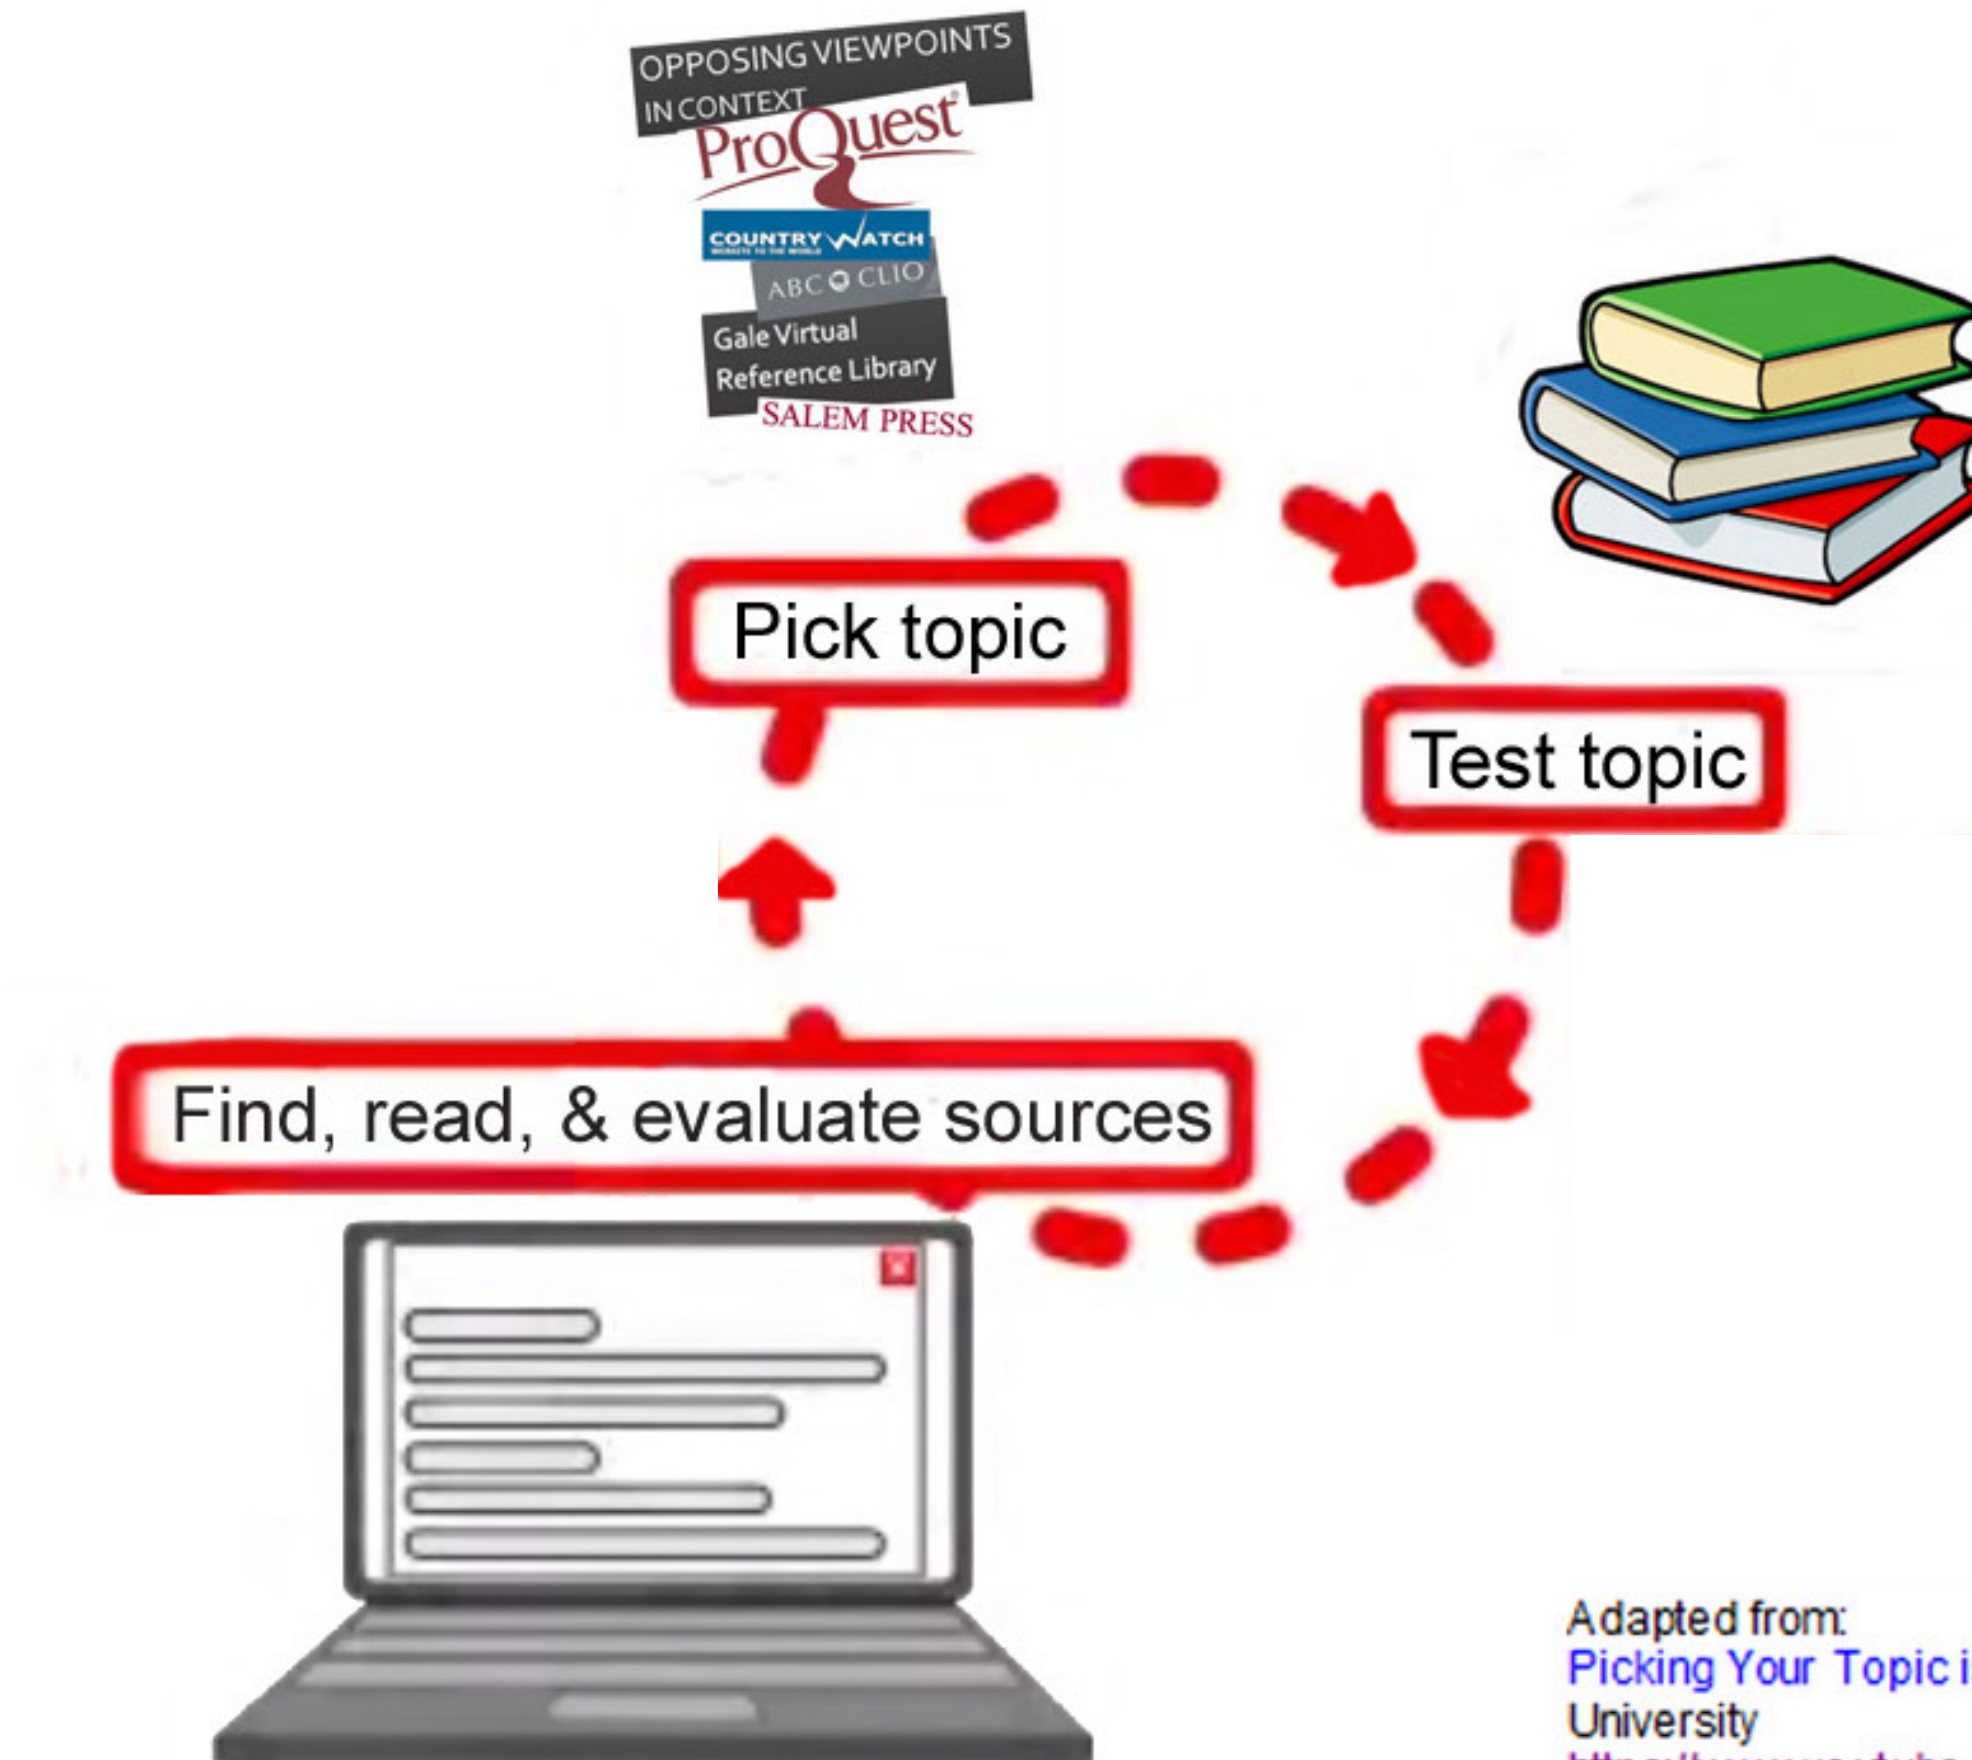 OPPOSING VIEWPOINTS
IN CONTEXT
ProQuest
COUNTRY WATCH
ABC CLIO
Gale Virtual
Reference Library
SALEM PRESS
Pick topic
Test topic
Find, read, & evaluate sources
Adapted from:
Picking Your Topic
University